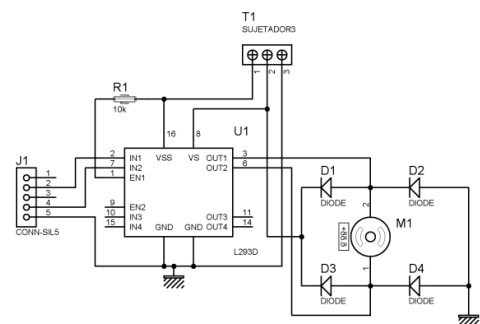 T1
SUJETADOR3
1 2 3
R1
10k
16 8
U1
J1
1
2
3
4
5
CONN-SIL5
2 IN1 VSS VS OUT1 3
7 IN2 OUT2 6
1 EN1
9 EN2
10 IN3 OUT3 11
15 IN4 OUT4 14
GND GND
L293D
D1 D2
DIODE DIODE
2
+88.8
M1
1
D3 D4
DIODE DIODE